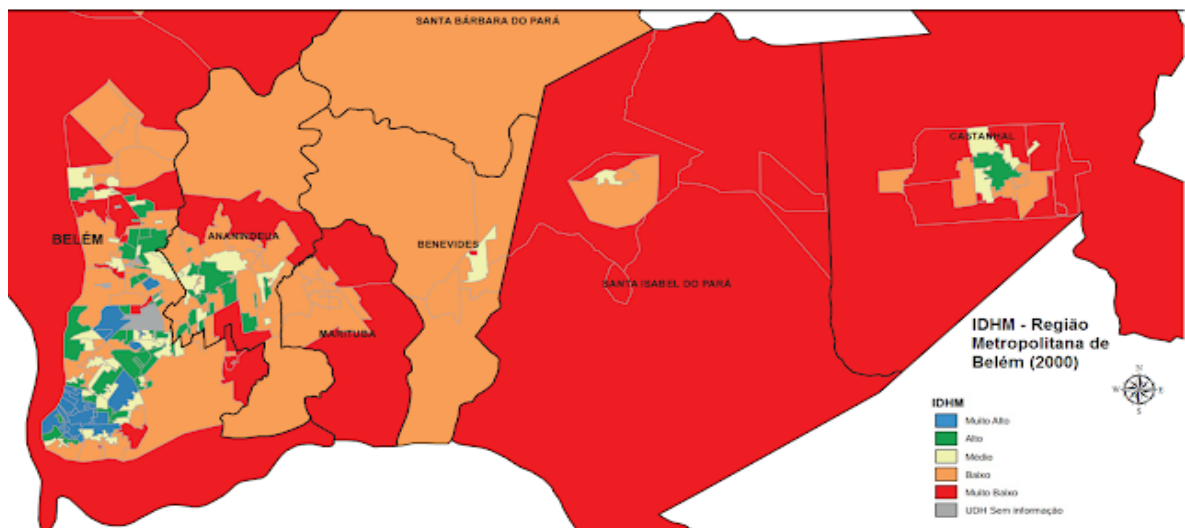 SANTA BÁRBARA DO PARÁ
CASTANHAL
BELÉM
ANANINDEUA
BENEVIDES
SANTA ISABEL DO PARÁ
MARITUBA
IDHM - Região
Metropolitana de
Belém (2000)
N
W
E
S
IDHM
Muito Alto
Alto
Médio
Baixo
Muito Baixo
UDH Sem informação